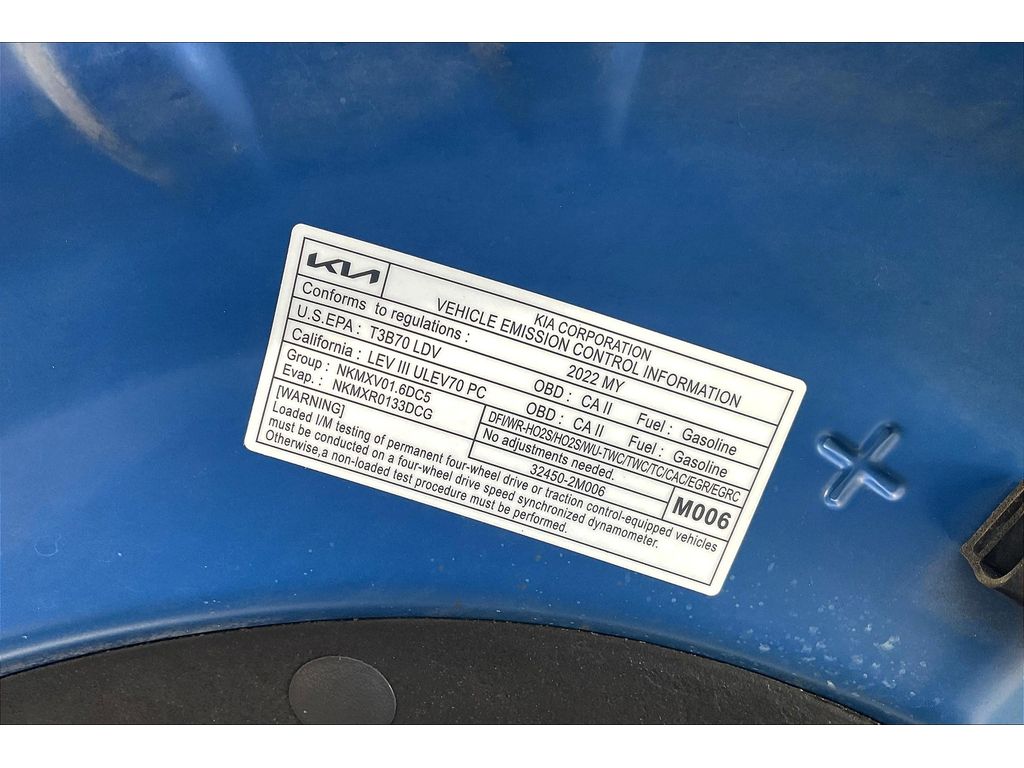 KIA
KIA CORPORATION
VEHICLE EMISSION CONTROL INFORMATION
Conforms to regulations : 2022 MY
U.S.EPA : T3B70 LDV OBD : CA II Fuel : Gasoline
California : LEV III ULEV70 PC OBD : CA II Fuel : Gasoline
Group : NKMXV01.6DC5
Evap. : NKMXR0133DCG
DFI/WR-HO2S/HO2S/WU-TWC/TWC/TC/CAC/EGR/EGRC
No adjustments needed.
32450-2M006
M006
[WARNING]
Loaded I/M testing of permanent four-wheel drive or traction control-equipped vehicles
must be conducted on a four-wheel drive speed synchronized dynamometer.
Otherwise,a non-loaded test procedure must be performed.